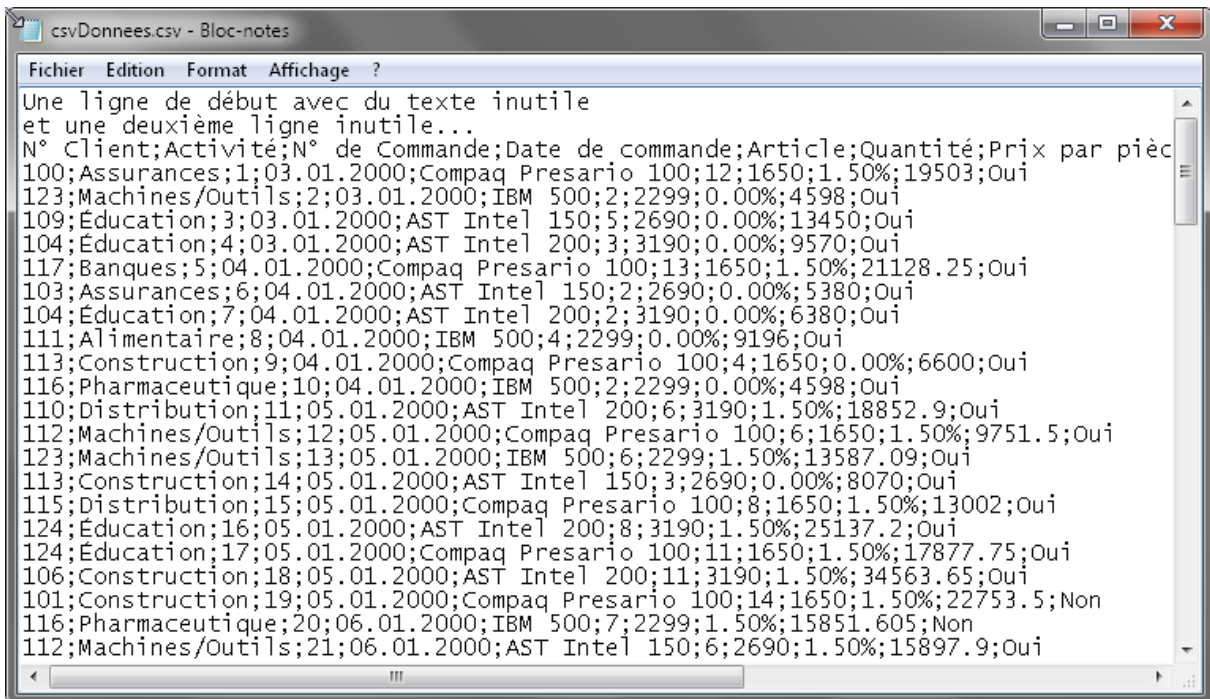 csvDonnees.csv - Bloc-notes
Fichier Edition Format Affichage ?
Une ligne de début avec du texte inutile
et une deuxième ligne inutile...
N° Client;Activité;N° de Commande;Date de commande;Article;Quantité;Prix par pièc
100;Assurances;1;03.01.2000;Compaq Presario 100;12;1650;1.50%;19503;Oui
123;Machines/Outils;2;03.01.2000;IBM 500;2;2299;0.00%;4598;Oui
109;Éducation;3;03.01.2000;AST Intel 150;5;2690;0.00%;13450;Oui
104;Éducation;4;03.01.2000;AST Intel 200;3;3190;0.00%;9570;Oui
117;Banques;5;04.01.2000;Compaq Presario 100;13;1650;1.50%;21128.25;Oui
103;Assurances;6;04.01.2000;AST Intel 150;2;2690;0.00%;5380;Oui
104;Éducation;7;04.01.2000;AST Intel 200;2;3190;0.00%;6380;Oui
111;Alimentaire;8;04.01.2000;IBM 500;4;2299;0.00%;9196;Oui
113;Construction;9;04.01.2000;Compaq Presario 100;4;1650;0.00%;6600;Oui
116;Pharmaceutique;10;04.01.2000;IBM 500;2;2299;0.00%;4598;Oui
110;Distribution;11;05.01.2000;AST Intel 200;6;3190;1.50%;18852.9;Oui
112;Machines/Outils;12;05.01.2000;Compaq Presario 100;6;1650;1.50%;9751.5;Oui
123;Machines/Outils;13;05.01.2000;IBM 500;6;2299;1.50%;13587.09;Oui
113;Construction;14;05.01.2000;AST Intel 150;3;2690;0.00%;8070;Oui
115;Distribution;15;05.01.2000;Compaq Presario 100;8;1650;1.50%;13002;Oui
124;Éducation;16;05.01.2000;AST Intel 200;8;3190;1.50%;25137.2;Oui
124;Éducation;17;05.01.2000;Compaq Presario 100;11;1650;1.50%;17877.75;Oui
106;Construction;18;05.01.2000;AST Intel 200;11;3190;1.50%;34563.65;Oui
101;Construction;19;05.01.2000;Compaq Presario 100;14;1650;1.50%;22753.5;Non
116;Pharmaceutique;20;06.01.2000;IBM 500;7;2299;1.50%;15851.605;Non
112;Machines/Outils;21;06.01.2000;AST Intel 150;6;2690;1.50%;15897.9;Oui